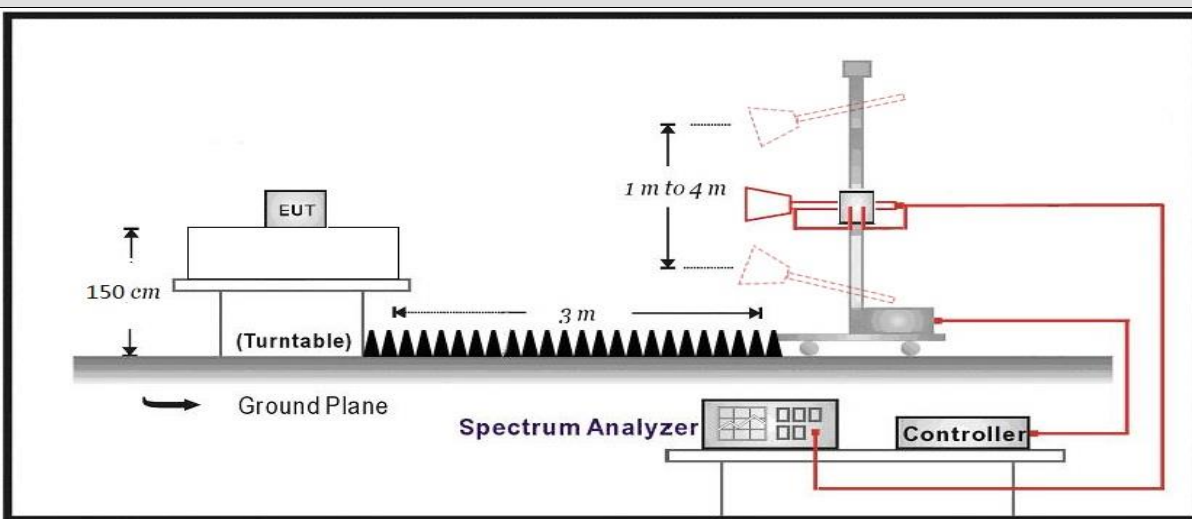 1 m to 4 m
EUT
150 cm
3 m
(Turntable)
Ground Plane
Spectrum Analyzer
Controller